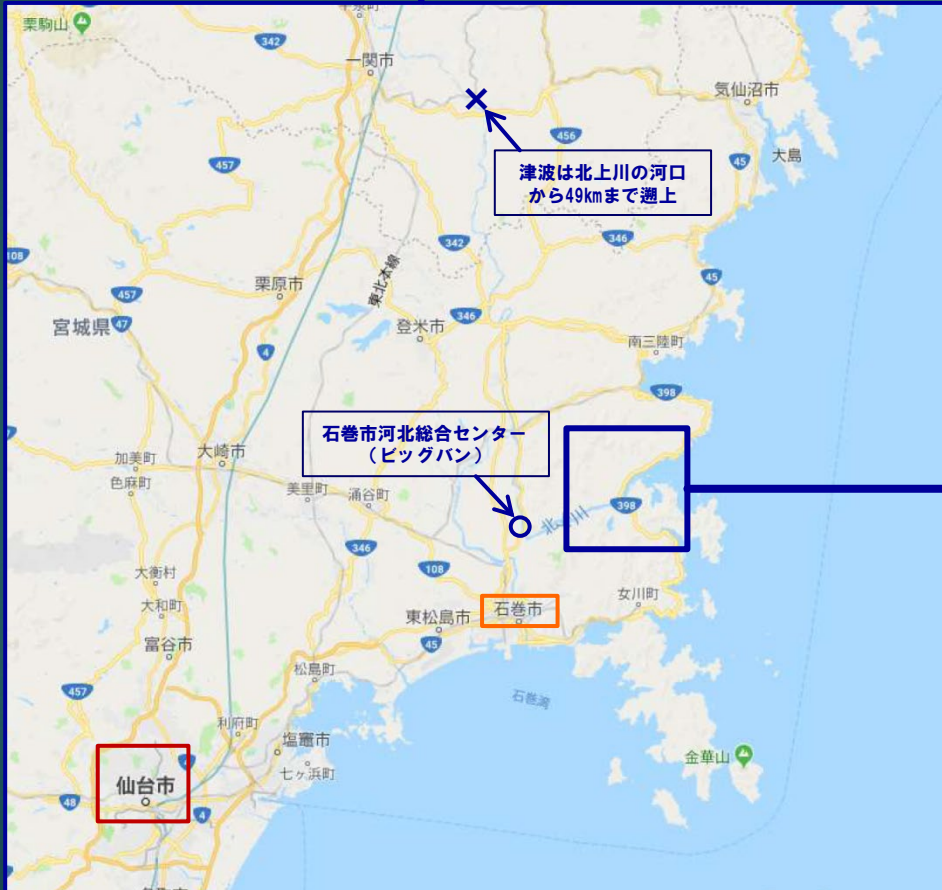 栗駒山
342
一関市
気仙沼市
456
津波は北上川の河口
から49kmまで遡上
大島
45
457
342
346
108
45
栗原市
457
東北本線
346
宮城県
47
登米市
4
南三陸町
398
石巻市河北総合センター
（ビッグバン）
加美町
大崎市
色麻町
美里町
涌谷町
398
346
大衡村
108
大和町
女川町
東松島市
石巻市
富谷市
45
松島町
457
石巻湾
利府町
塩竈市
金華山
七ヶ浜町
仙台市
48
4